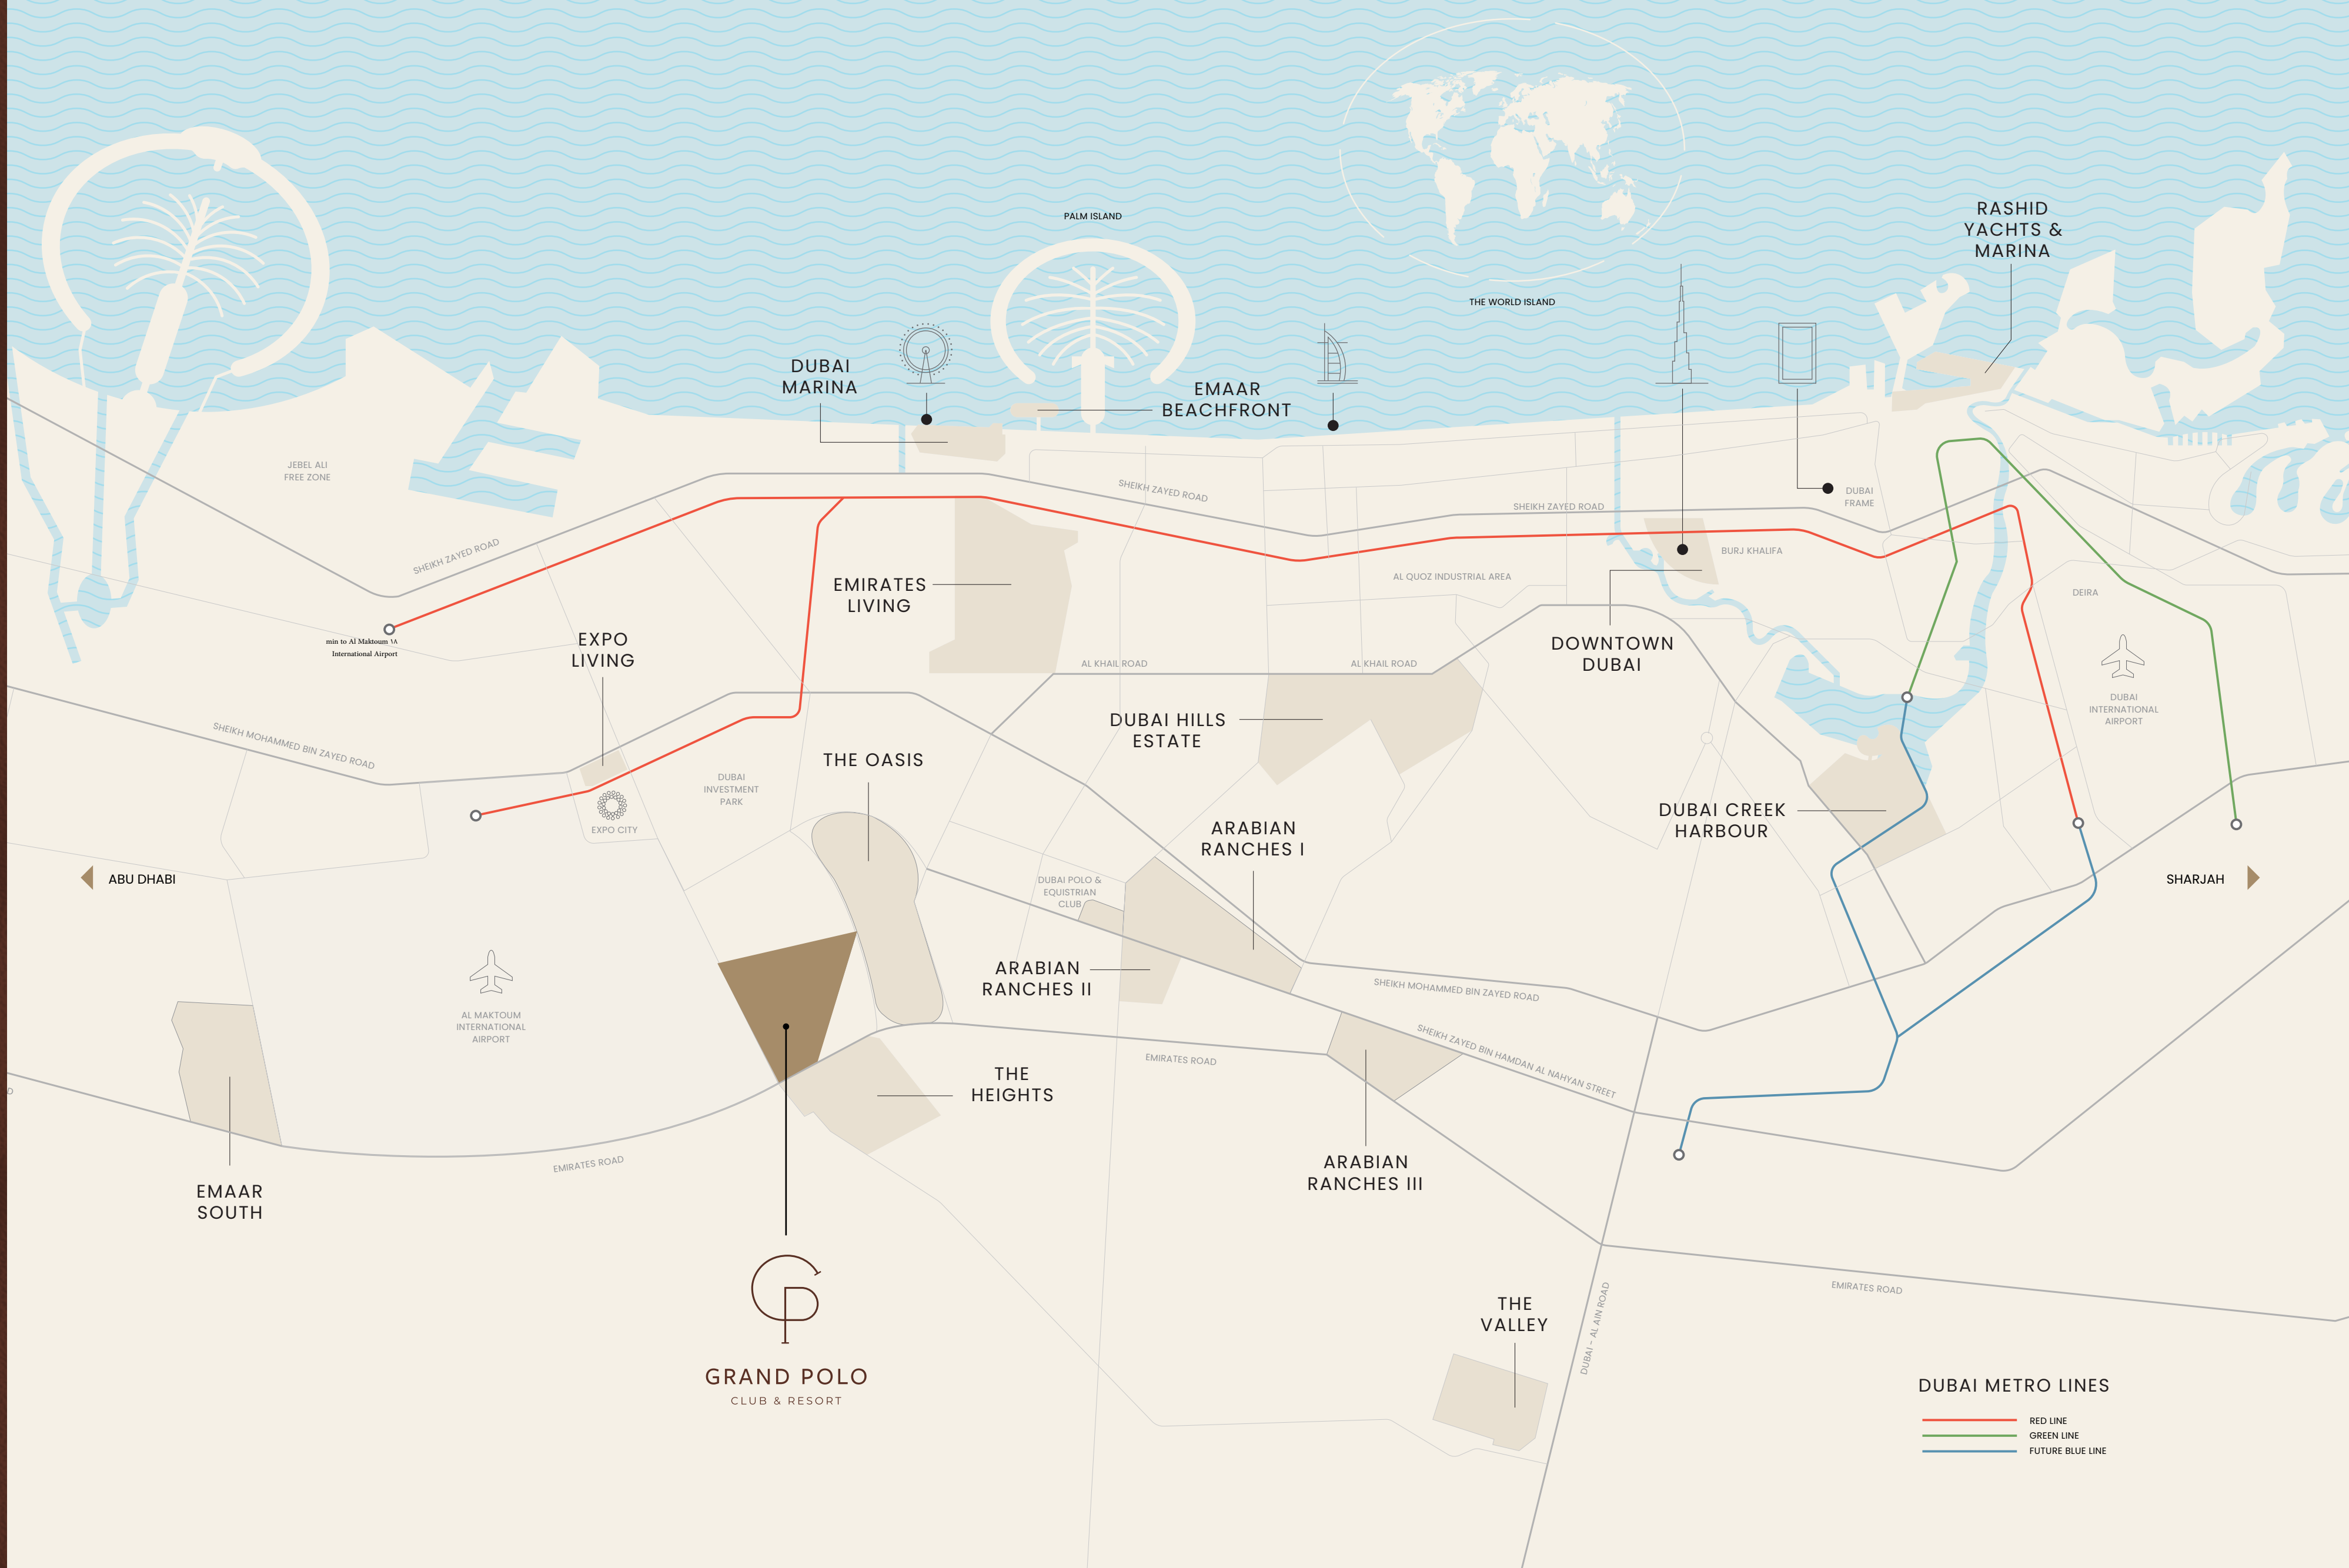 PALM ISLAND
THE WORLD ISLAND
RASHID
YACHTS &
MARINA
DUBAI
MARINA
EMAAR
BEACHFRONT
JEBEL ALI
FREE ZONE
SHEIKH ZAYED ROAD
SHEIKH ZAYED ROAD
SHEIKH ZAYED ROAD
DUBAI
FRAME
BURJ KHALIFA
AL QUOZ INDUSTRIAL AREA
EMIRATES
LIVING
DEIRA
min to Al Maktoum ١٨
International Airport
EXPO
LIVING
DOWNTOWN
DUBAI
AL KHAIL ROAD
AL KHAIL ROAD
DUBAI
INTERNATIONAL
AIRPORT
SHEIKH MOHAMMED BIN ZAYED ROAD
DUBAI HILLS
ESTATE
THE OASIS
DUBAI
INVESTMENT
PARK
EXPO CITY
DUBAI CREEK
HARBOUR
ARABIAN
RANCHES I
ABU DHABI
SHARJAH
DUBAI POLO &
EQUISTRIAN
CLUB
ARABIAN
RANCHES II
SHEIKH MOHAMMED BIN ZAYED ROAD
AL MAKTOUM
INTERNATIONAL
AIRPORT
SHEIKH ZAYED BIN HAMDAN AL NAHYAN STREET
EMIRATES ROAD
THE
HEIGHTS
D
EMIRATES ROAD
ARABIAN
RANCHES III
EMAAR
SOUTH
EMIRATES ROAD
DUBAI - AL AIN ROAD
THE
VALLEY
GRAND POLO
CLUB & RESORT
DUBAI METRO LINES
RED LINE
GREEN LINE
FUTURE BLUE LINE